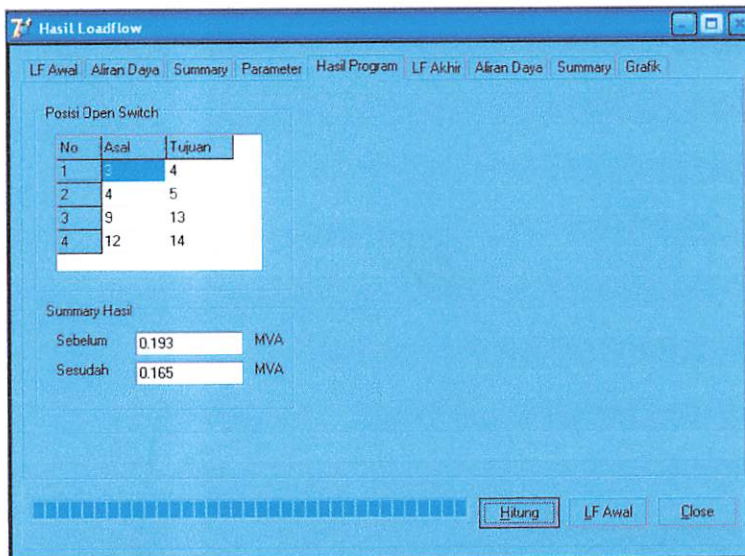 Hasil Loadflow
LF Awal Aliran Daya Summary Parameter Hasil Program LF Akhir Aliran Daya Summary Grafik
Posisi Open Switch
No Asal Tujuan
1 3 4
2 4 5
3 9 13
4 12 14
Summary Hasil
Sebelum 0.193 MVA
Sesudah 0.165 MVA
Hitung LF Awal Close